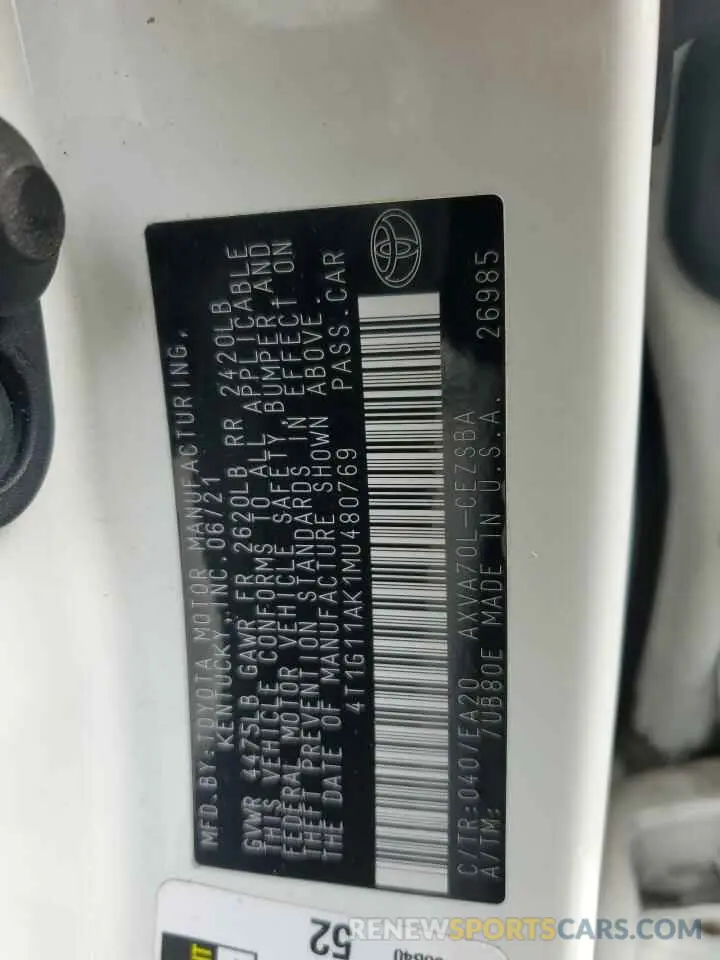 MFD.BY:TOYOTA MOTOR MANUFACTURING,
KENTUCKY, INC. 06/21
GVWR 4475LB GAWR FR 2620LB RR 2420LB
THIS VEHICLE CONFORMS TO ALL APPLICABLE
FEDERAL MOTOR VEHICLE SAFETY,BUMPER,AND
THEFT PREVENTION STANDARDS IN EFFECT ON
THE DATE OF MANUFACTURE SHOWN ABOVE.
4T1G11AK1MU480769 PASS.CAR
C/TR:040/EA20 AXVA70L-CEZSBA
A/TM: /UB80E MADE IN U.S.A. 26985
52
RENEWSPORTSCARS.COM